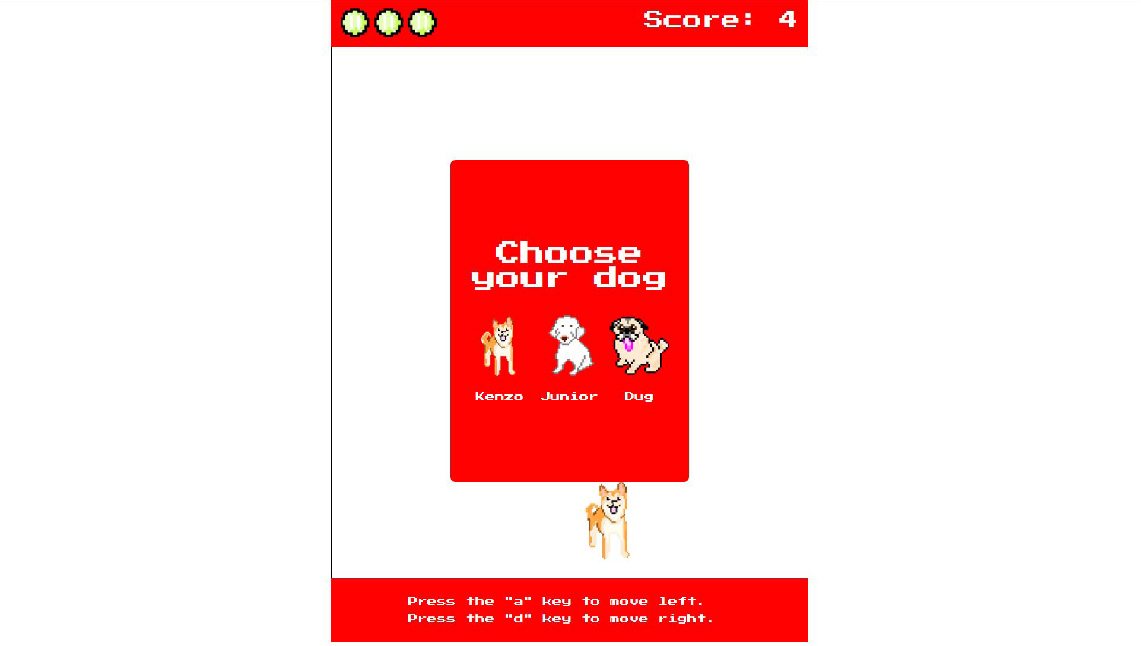 Score: 4
Choose
your dog
Kenzo Junior Dug
Press the "a" key to move left.
Press the "d" key to move right.